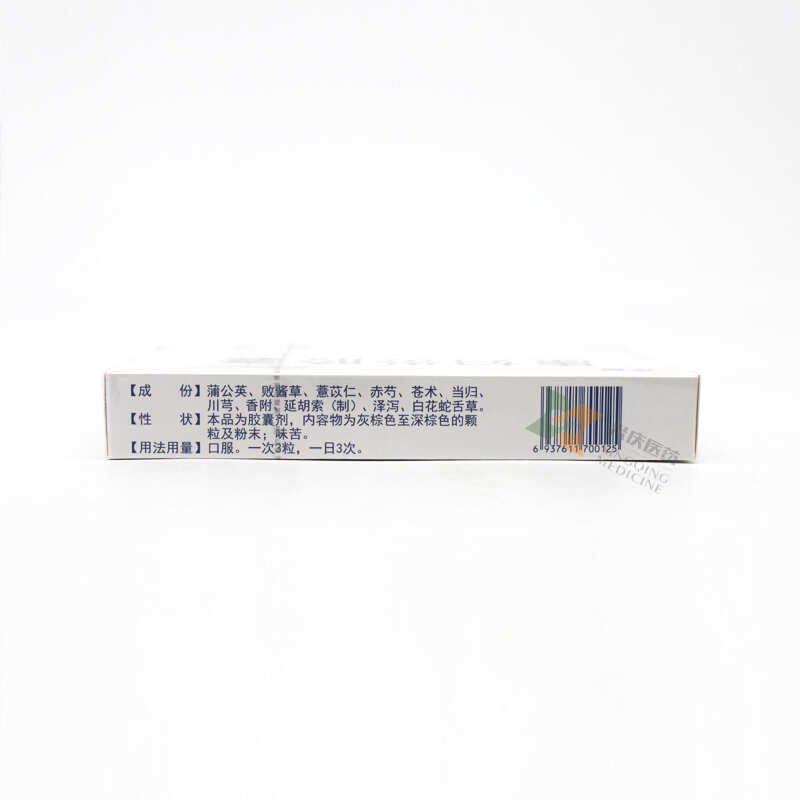 【成　份】蒲公英、败酱草、薏苡仁、赤芍、苍术、当归、
川芎、香附、延胡索（制）、泽泻、白花蛇舌草。
【性　状】本品为胶囊剂，内容物为灰棕色至深棕色的颗
粒及粉末；味苦。
【用法用量】口服。一次3粒，一日3次。
6 937611 700125
庆医药
MEDICINE